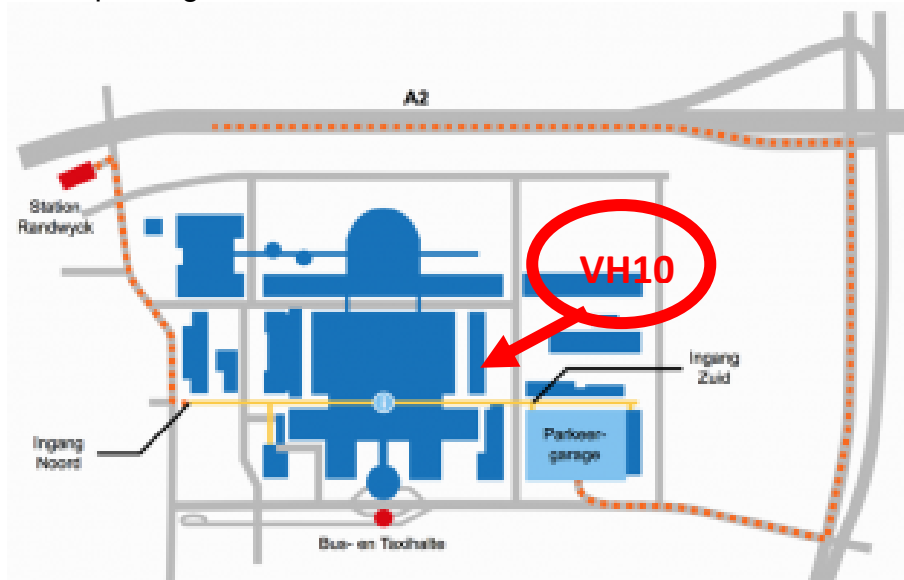 A2
Station
Randwyck
VH10
Ingang
Zuid
Ingang
Noord
Parkeer-
garage
Bus- en Taxihalte